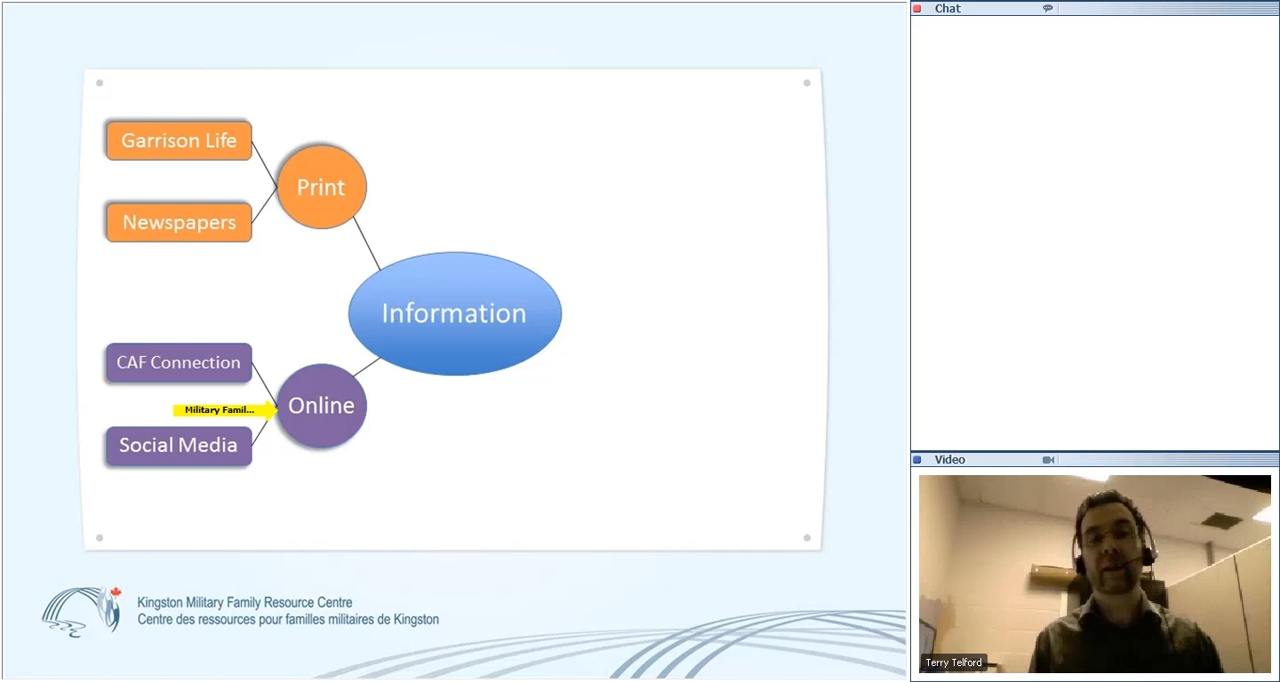 Garrison Life
Print
Newspapers
Information
CAF Connection
Military Famil...
Online
Social Media
Kingston Military Family Resource Centre
Centre des ressources pour familles militaires de Kingston
Chat
Video
Terry Telford